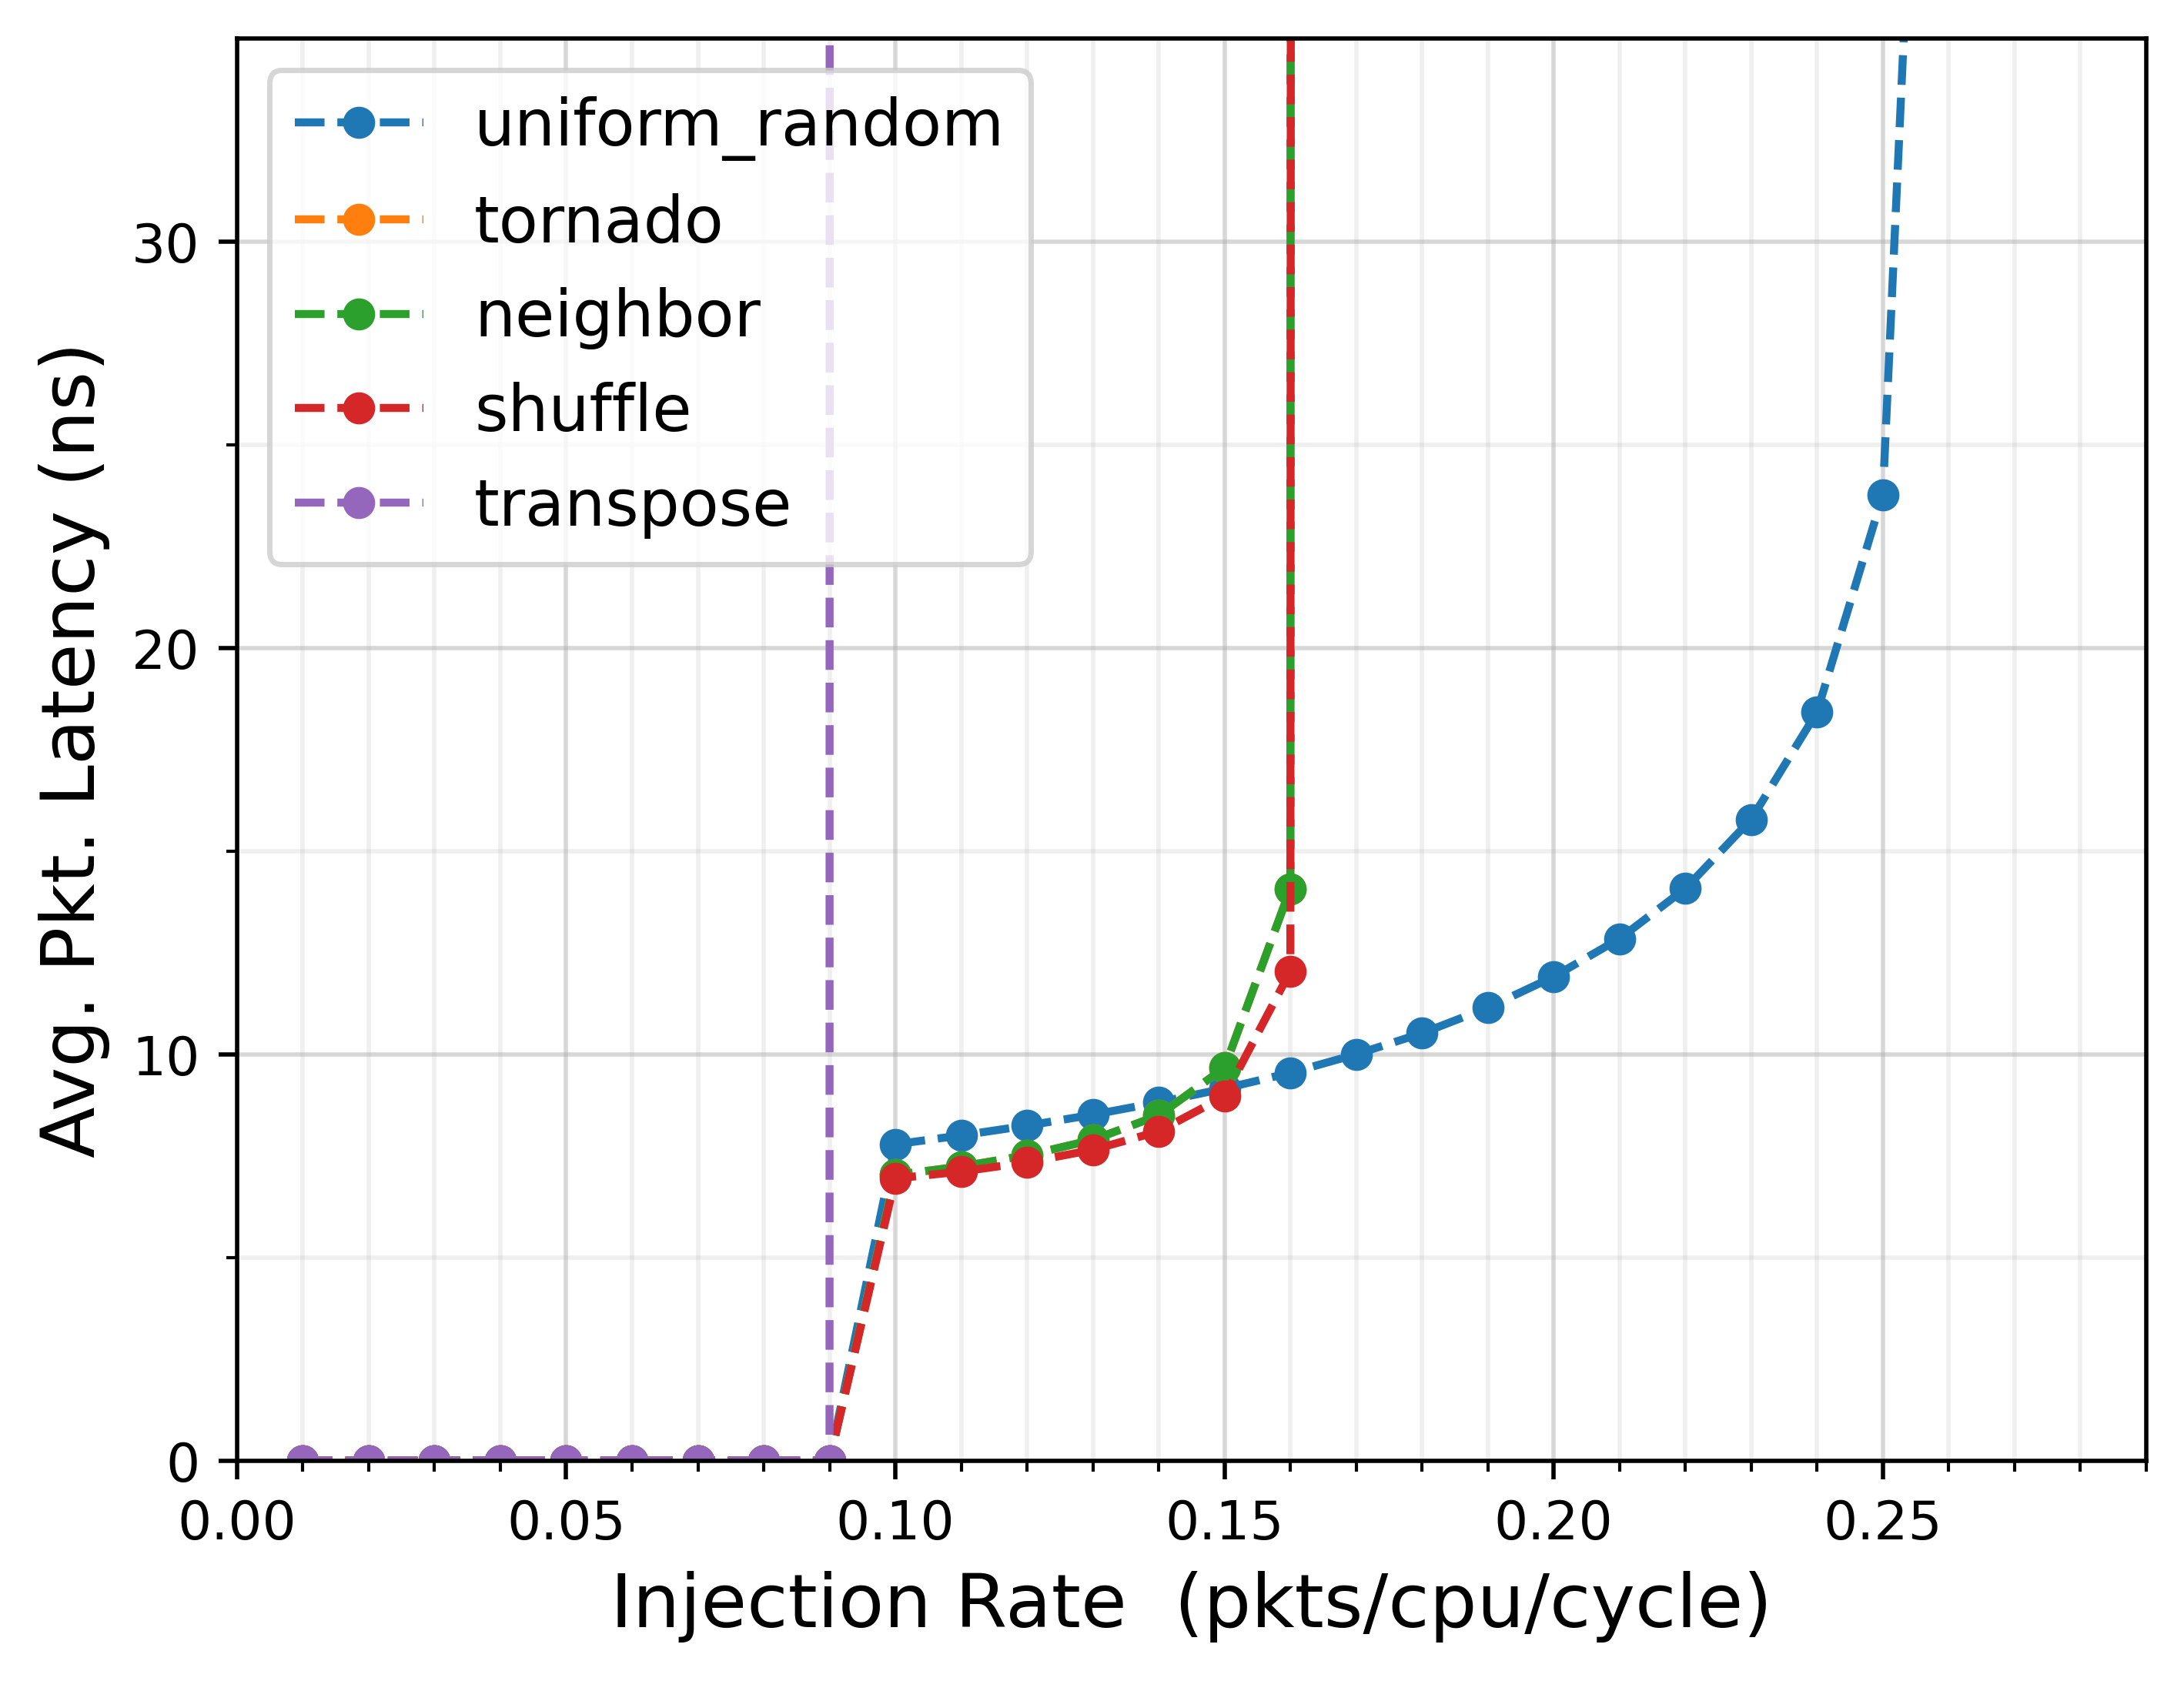 uniform_random
tornado
neighbor
shuffle
transpose
30
20
10
0
Avg. Pkt. Latency (ns)
0.00 0.05 0.10 0.15 0.20 0.25
Injection Rate  (pkts/cpu/cycle)